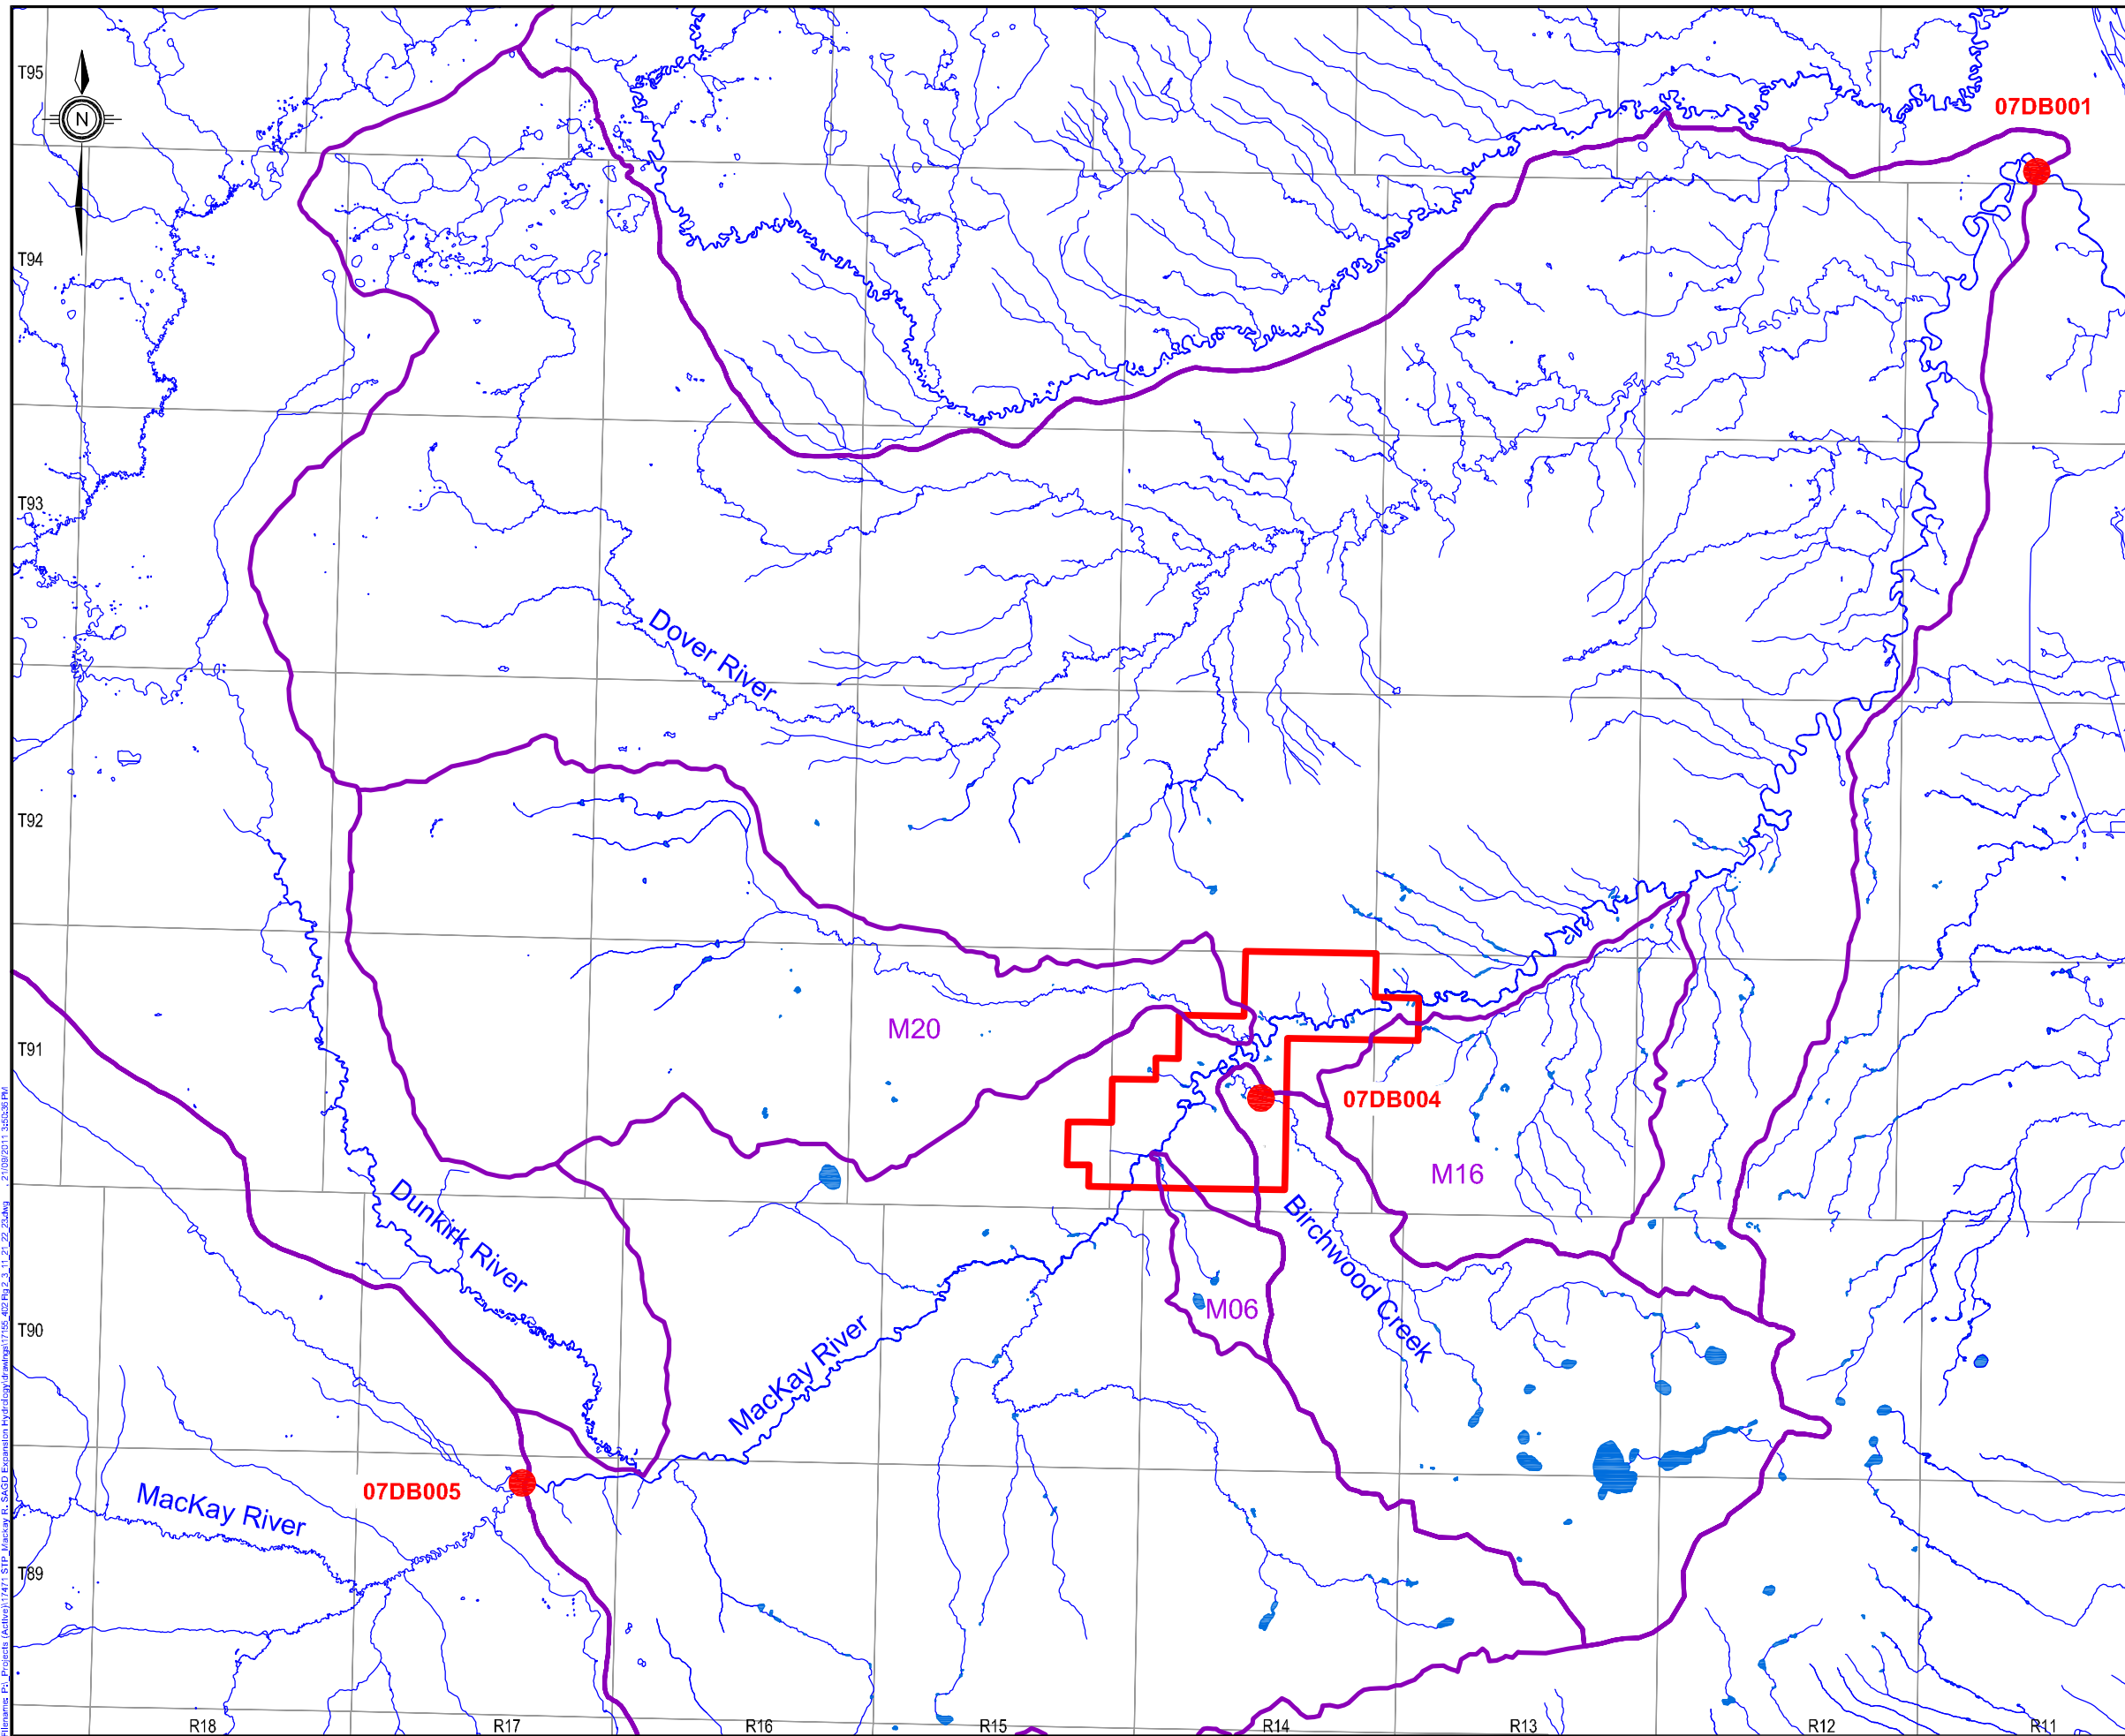 T95
N
07DB001
T94
T93
Dover River
T92
M20
T91
07DB004
M16
Dunkirk River
Birchwood Creek
M06
T90
MacKay River
07DB005
MacKay River
T89
R18
R17
R16
R15
R14
R13
R12
R11